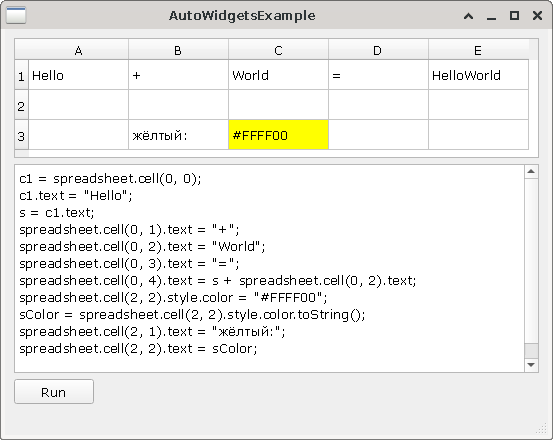 AutoWidgetsExample
A B C D E
1 Hello + World = HelloWorld
2
3 жёлтый: #FFFF00
c1 = spreadsheet.cell(0, 0);
c1.text = "Hello";
s = c1.text;
spreadsheet.cell(0, 1).text = "+";
spreadsheet.cell(0, 2).text = "World";
spreadsheet.cell(0, 3).text = "=";
spreadsheet.cell(0, 4).text = s + spreadsheet.cell(0, 2).text;
spreadsheet.cell(2, 2).style.color = "#FFFF00";
sColor = spreadsheet.cell(2, 2).style.color.toString();
spreadsheet.cell(2, 1).text = "жёлтый:";
spreadsheet.cell(2, 2).text = sColor;
Run